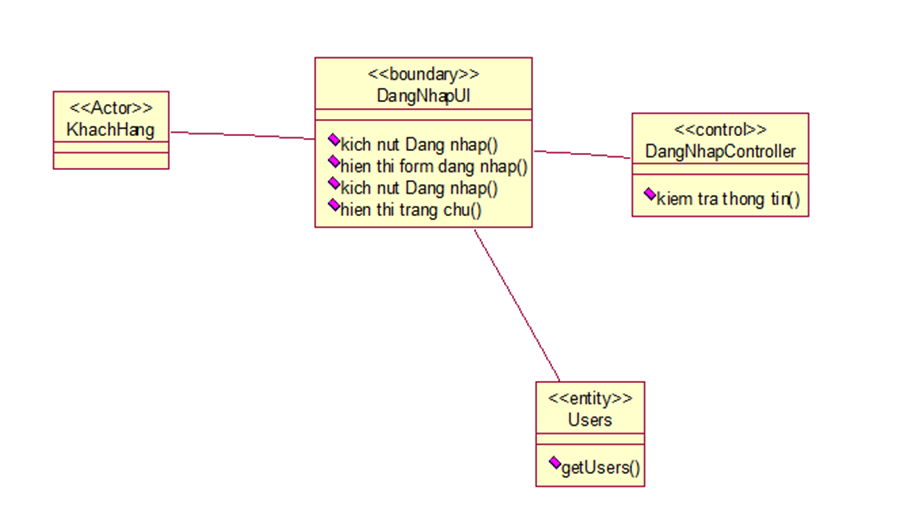 <<Actor>>
KhachHang
<<boundary>>
DangNhapUI
kich nut Dang nhap()
hien thi form dang nhap()
kich nut Dang nhap()
hien thi trang chu()
<<control>>
DangNhapController
kiem tra thong tin()
<<entity>>
Users
getUsers()